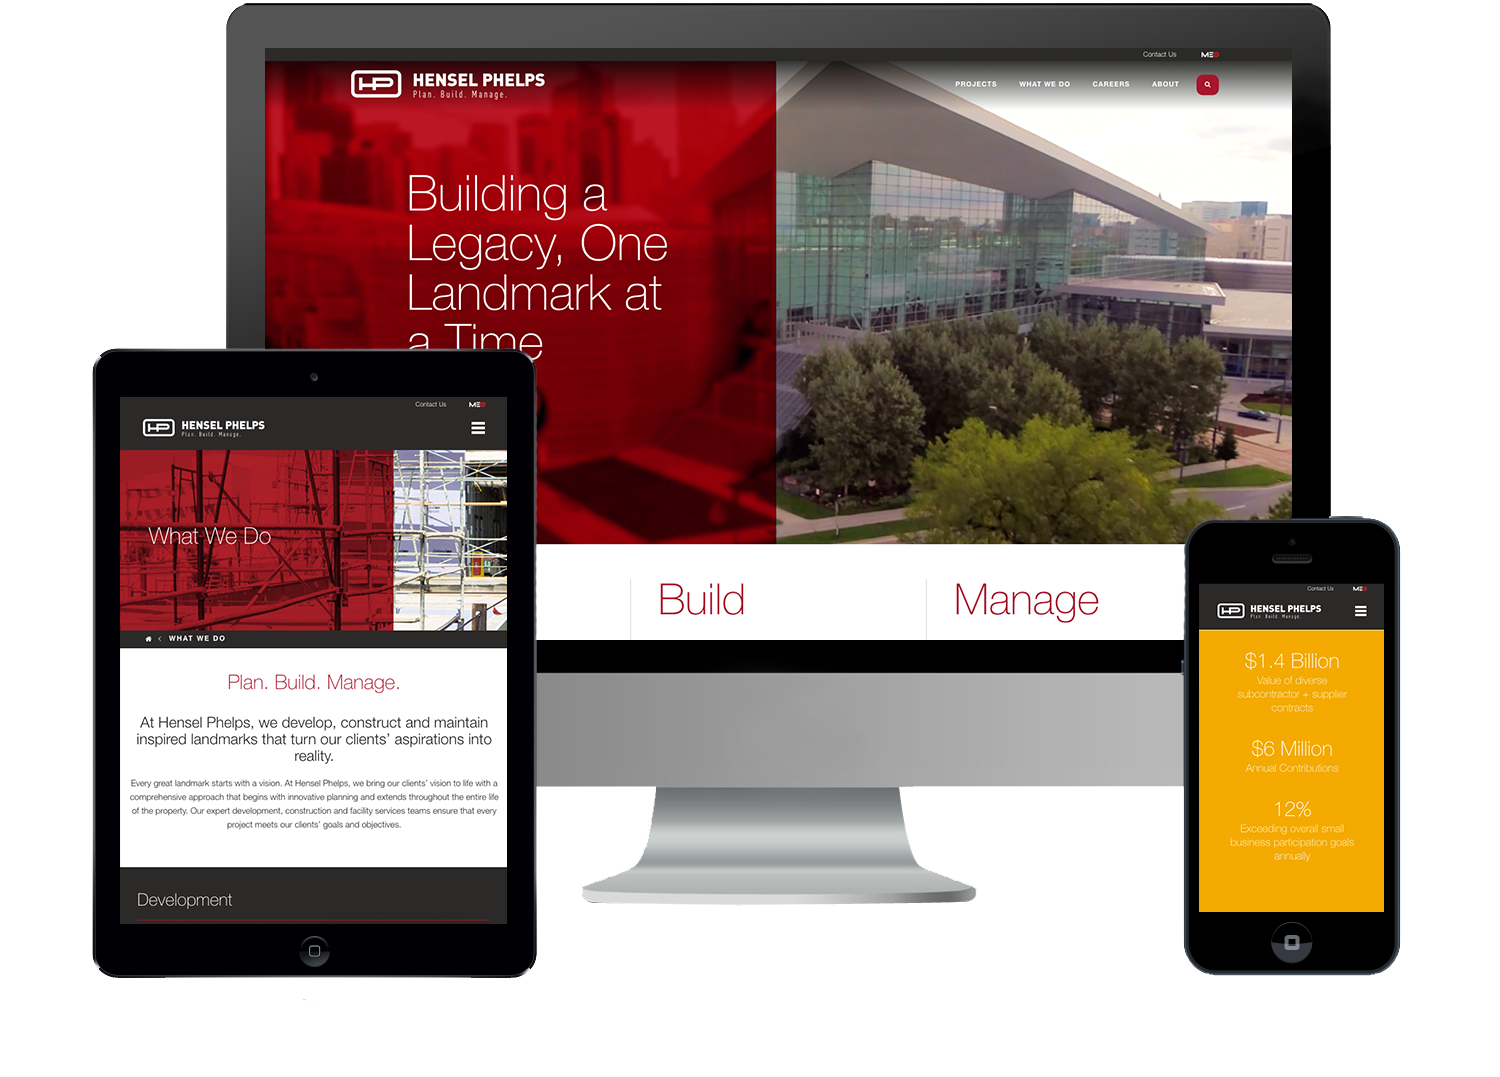 Contact Us
ME
HP
HENSEL PHELPS
Plan. Build. Manage.
PROJECTS
WHAT WE DO
CAREERS
ABOUT
Building a
Legacy, One
Landmark at
a Time
Build
Manage
Contact Us
ME
HP
HENSEL PHELPS
Plan. Build. Manage.
What We Do
WHAT WE DO
Plan. Build. Manage.
At Hensel Phelps, we develop, construct and maintain
inspired landmarks that turn our clients’ aspirations into
reality.
Every great landmark starts with a vision. At Hensel Phelps, we bring our clients’ vision to life with a
comprehensive approach that begins with innovative planning and extends throughout the entire life
of the property. Our expert development, construction and facility services teams ensure that every
project meets our clients’ goals and objectives.
Development
Contact Us
ME
HP
HENSEL PHELPS
Plan. Build. Manage.
$1.4 Billion
Value of diverse
subcontractor + supplier
contracts
$6 Million
Annual Contributions
12%
Exceeding overall small
business participation goals
annually